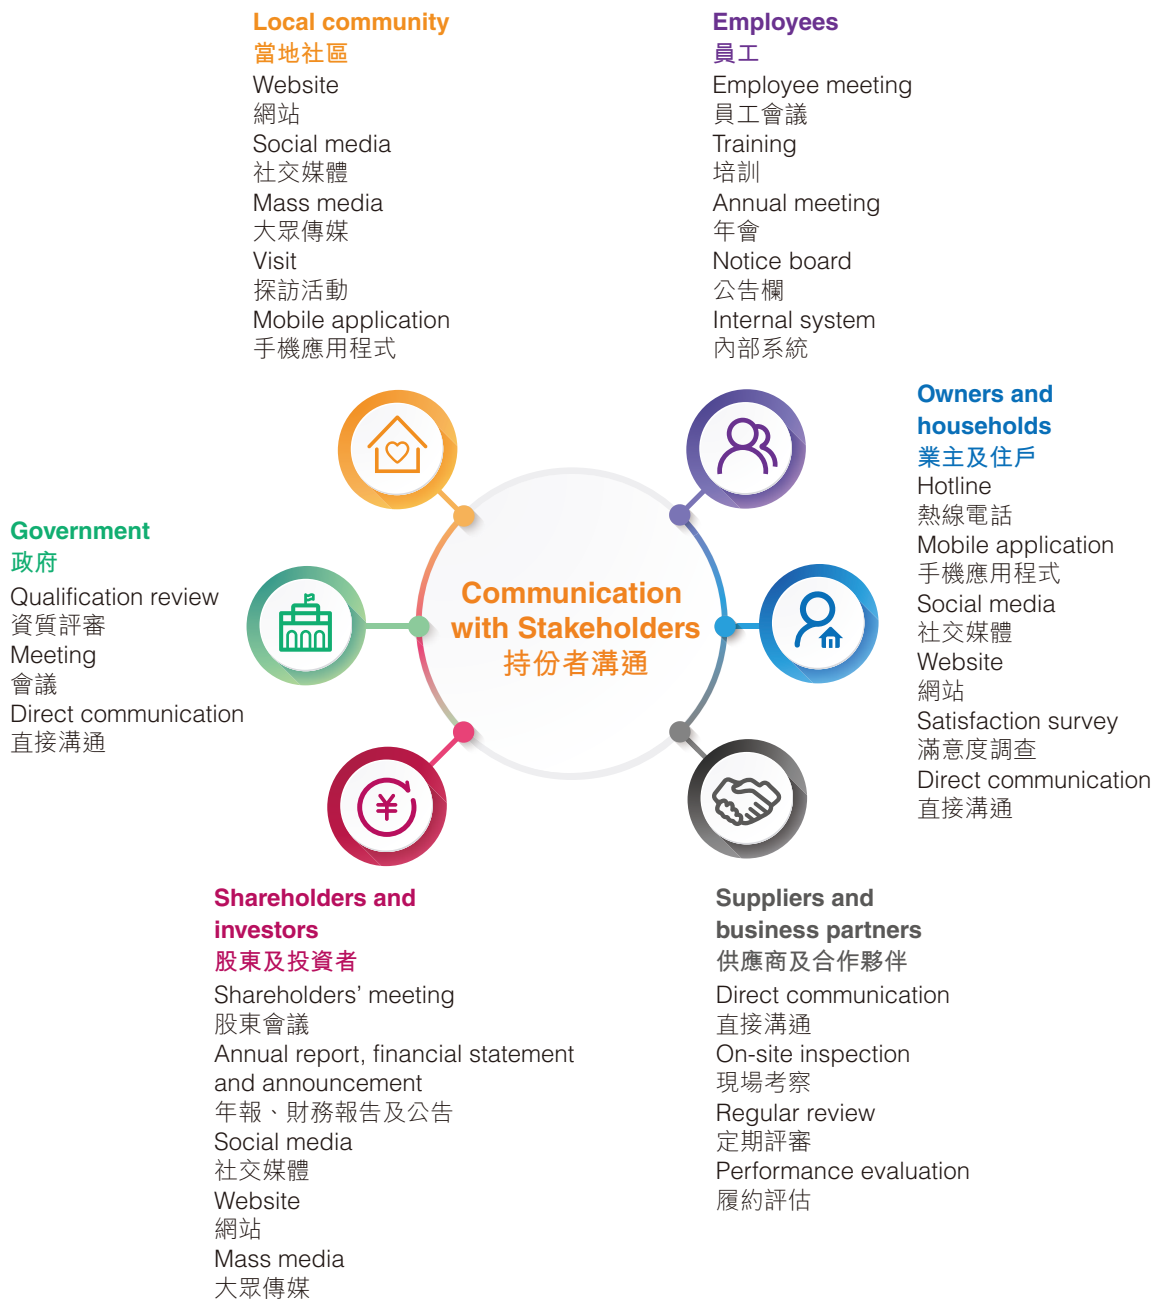 Local community
當地社區
Website
網站
Social media
社交媒體
Mass media
大眾傳媒
Visit
探訪活動
Mobile application
手機應用程式
Employees
員工
Employee meeting
員工會議
Training
培訓
Annual meeting
年會
Notice board
公告欄
Internal system
內部系統
Owners and
households
業主及住戶
Hotline
熱線電話
Mobile application
手機應用程式
Social media
社交媒體
Website
網站
Satisfaction survey
滿意度調查
Direct communication
直接溝通
Government
政府
Qualification review
資質評審
Meeting
會議
Direct communication
直接溝通
Communication
with Stakeholders
持份者溝通
Shareholders and
investors
股東及投資者
Shareholders’ meeting
股東會議
Annual report, financial statement
and announcement
年報、財務報告及公告
Social media
社交媒體
Website
網站
Mass media
大眾傳媒
Suppliers and
business partners
供應商及合作夥伴
Direct communication
直接溝通
On-site inspection
現場考察
Regular review
定期評審
Performance evaluation
履約評估